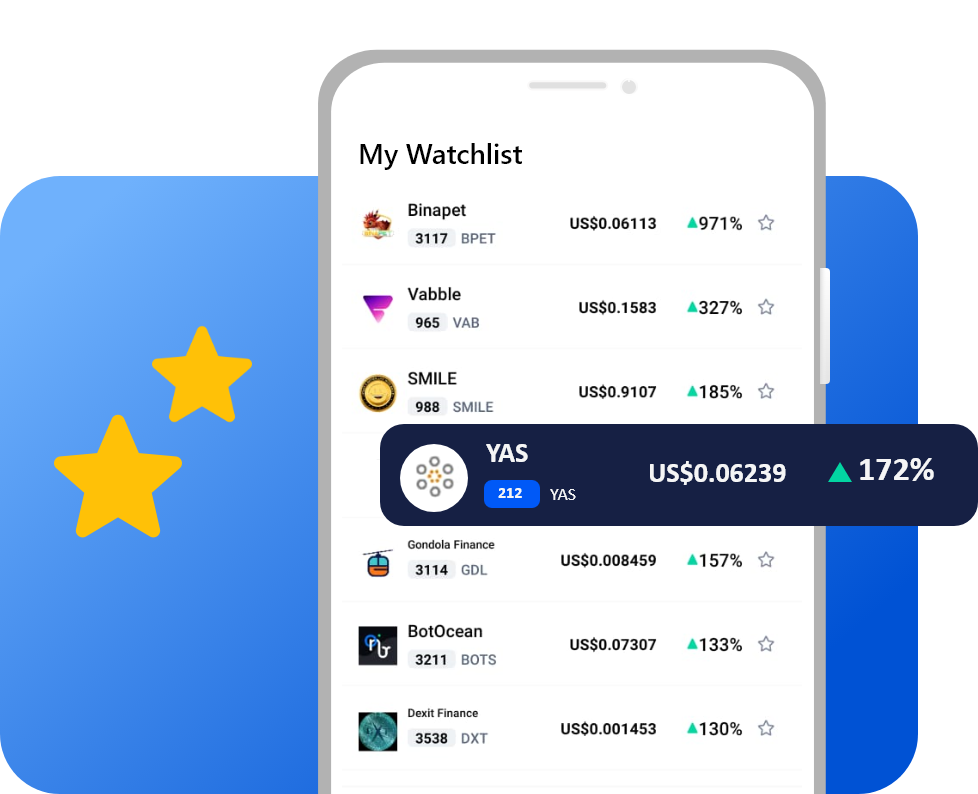 My Watchlist
Binapet
3117 BPET
US$0.06113
971%
Vabble
965 VAB
US$0.1583
327%
SMILE
988 SMILE
US$0.9107
185%
YAS
212 YAS
US$0.06239
172%
Gondola Finance
3114 GDL
US$0.008459
157%
BotOcean
3211 BOTS
US$0.07307
133%
Dexit Finance
3538 DXT
US$0.001453
130%